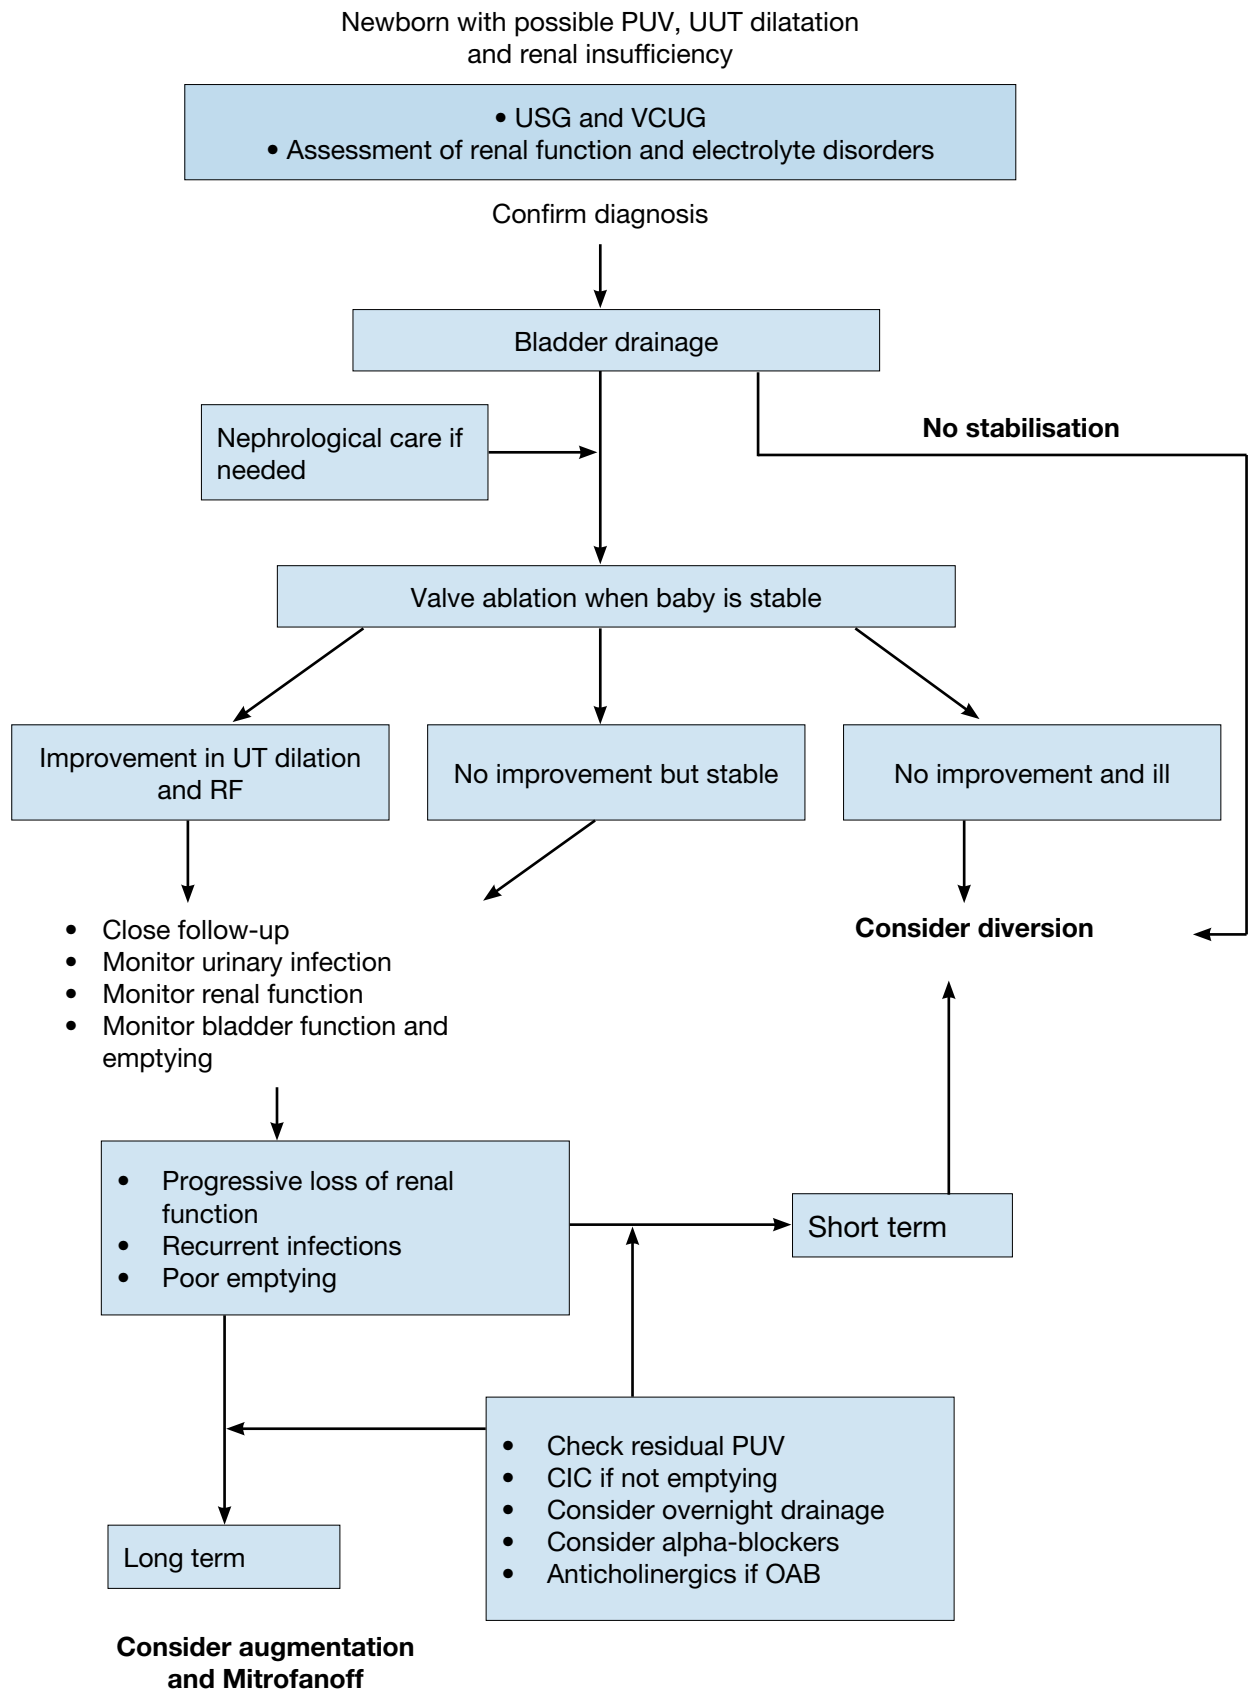 Newborn with possible PUV, UUT dilatation
and renal insufficiency
• USG and VCUG
• Assessment of renal function and electrolyte disorders
Confirm diagnosis
Bladder drainage
Nephrological care if
needed
No stabilisation
Valve ablation when baby is stable
Improvement in UT dilation
and RF
No improvement but stable
No improvement and ill
• Close follow-up
• Monitor urinary infection
• Monitor renal function
• Monitor bladder function and
emptying
Consider diversion
• Progressive loss of renal
function
• Recurrent infections
• Poor emptying
Short term
• Check residual PUV
• CIC if not emptying
• Consider overnight drainage
• Consider alpha-blockers
• Anticholinergics if OAB
Long term
Consider augmentation
and Mitrofanoff